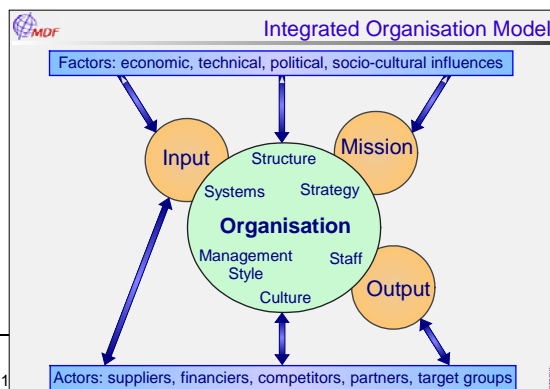 MDF
Integrated Organisation Model
Factors: economic, technical, political, socio-cultural influences
Input
Mission
Structure
Systems
Strategy
Organisation
Management
Style
Staff
Culture
Output
Actors: suppliers, financiers, competitors, partners, target groups
1